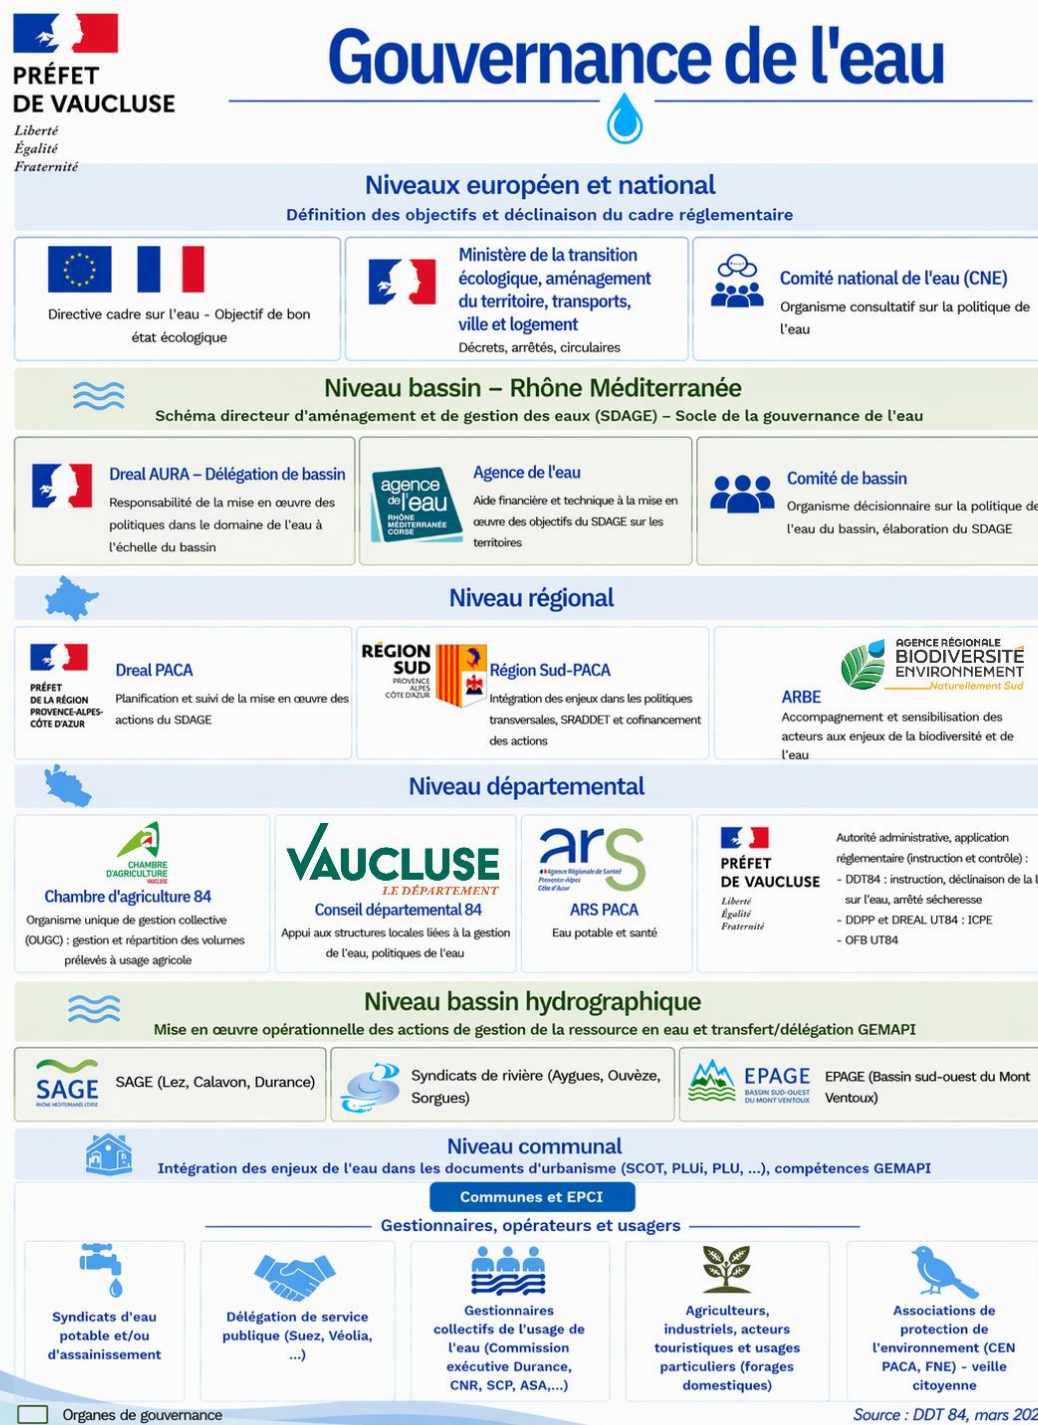 PRÉFET
DE VAUCLUSE
Liberté
Égalité
Fraternité
Gouvernance de l'eau
Niveaux européen et national
Définition des objectifs et déclinaison du cadre réglementaire
Directive cadre sur l'eau - Objectif de bon
état écologique
Ministère de la transition
écologique, aménagement
du territoire, transports,
ville et logement
Décrets, arrêtés, circulaires
Comité national de l'eau (CNE)
Organisme consultatif sur la politique de
l'eau
Niveau bassin – Rhône Méditerranée
Schéma directeur d'aménagement et de gestion des eaux (SDAGE) – Socle de la gouvernance de l'eau
Dreal AURA – Délégation de bassin
Responsabilité de la mise en œuvre des
politiques dans le domaine de l'eau à
l'échelle du bassin
agence
de l'eau
RHÔNE
MÉDITERRANÉE
CORSE
Agence de l'eau
Aide financière et technique à la mise en
œuvre des objectifs du SDAGE sur les
territoires
Comité de bassin
Organisme décisionnaire sur la politique de
l'eau du bassin, élaboration du SDAGE
Niveau régional
PRÉFET
DE LA RÉGION
PROVENCE-ALPES-
CÔTE D'AZUR
Dreal PACA
Planification et suivi de la mise en œuvre des
actions du SDAGE
RÉGION
SUD
PROVENCE
ALPES
CÔTE D'AZUR
Région Sud-PACA
Intégration des enjeux dans les politiques
transversales, SRADDET et cofinancement
des actions
AGENCE RÉGIONALE
BIODIVERSITÉ
ENVIRONNEMENT
Naturellement Sud
ARBE
Accompagnement et sensibilisation des
acteurs aux enjeux de la biodiversité et de
l'eau
Niveau départemental
CHAMBRE
D'AGRICULTURE
VAUCLUSE
Chambre d'agriculture 84
Organisme unique de gestion collective
(OUGC) : gestion et répartition des volumes
prélevés à usage agricole
VAUCLUSE
LE DÉPARTEMENT
Conseil départemental 84
Appui aux structures locales liées à la gestion
de l'eau, politiques de l'eau
ars
Agence Régionale de Santé
Provence-Alpes
Côte d'Azur
ARS PACA
Eau potable et santé
PRÉFET
DE VAUCLUSE
Liberté
Égalité
Fraternité
Autorité administrative, application
réglementaire (instruction et contrôle) :
- DDT84 : instruction, déclinaison de la l
sur l'eau, arrêté sécheresse
- DDPP et DREAL UT84 : ICPE
- OFB UT84
Niveau bassin hydrographique
Mise en œuvre opérationnelle des actions de gestion de la ressource en eau et transfert/délégation GEMAPI
SAGE
SAGE (Lez, Calavon, Durance)
Syndicats de rivière (Aygues, Ouvèze,
Sorgues)
EPAGE
BASSIN SUD-OUEST
DU MONT VENTOUX
EPAGE (Bassin sud-ouest du Mont
Ventoux)
Niveau communal
Intégration des enjeux de l'eau dans les documents d'urbanisme (SCOT, PLUi, PLU, ...), compétences GEMAPI
Communes et EPCI
Gestionnaires, opérateurs et usagers
Syndicats d'eau
potable et/ou
d'assainissement
Délégation de service
publique (Suez, Véolia,
...)
Gestionnaires
collectifs de l'usage de
l'eau (Commission
exécutive Durance,
CNR, SCP, ASA,...)
Agriculteurs,
industriels, acteurs
touristiques et usages
particuliers (forages
domestiques)
Associations de
protection de
l'environnement (CEN
PACA, FNE) - veille
citoyenne
Organes de gouvernance
Source : DDT 84, mars 202